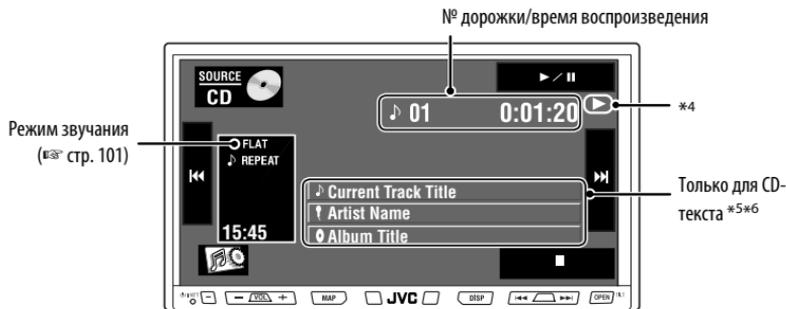 № дорожки/время воспроизведения
SOURCE
CD
♪ 01 0:01:20
*4
Режим звучания
(☞ стр. 101)
FLAT
♪ REPEAT
Current Track Title
Artist Name
Album Title
Только для CD-
текста *5*6
15:45
VOL
MAP
JVC
DISP
OPEN